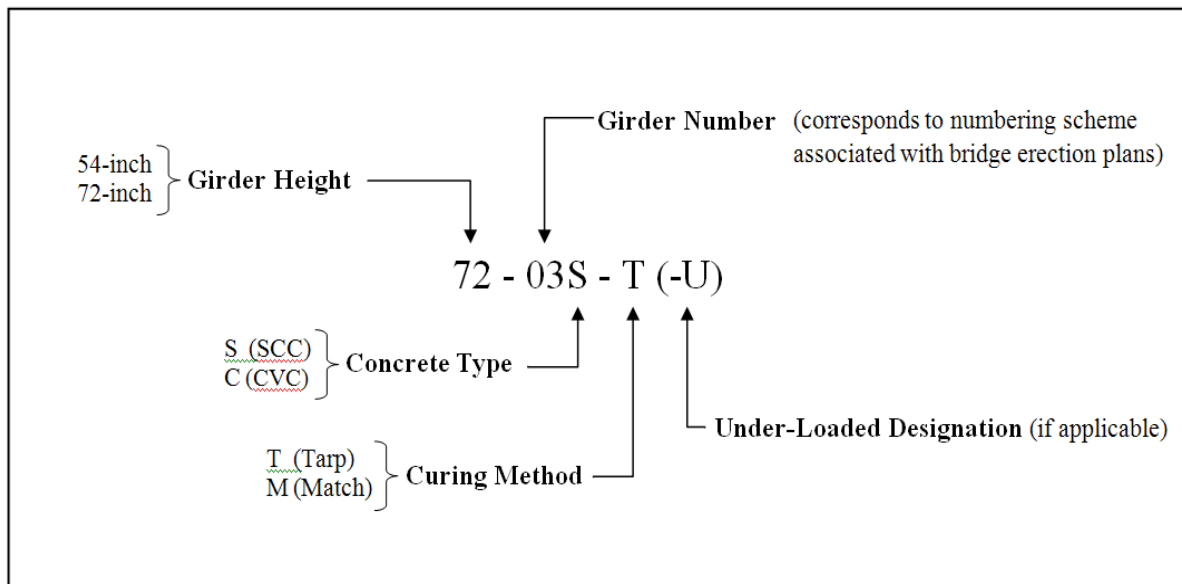 Girder Number (corresponds to numbering scheme
associated with bridge erection plans)
54-inch
72-inch
Girder Height
72 - 03S - T (-U)
S (SCC)
C (CVC)
Concrete Type
Under-Loaded Designation (if applicable)
T (Tarp)
M (Match)
Curing Method